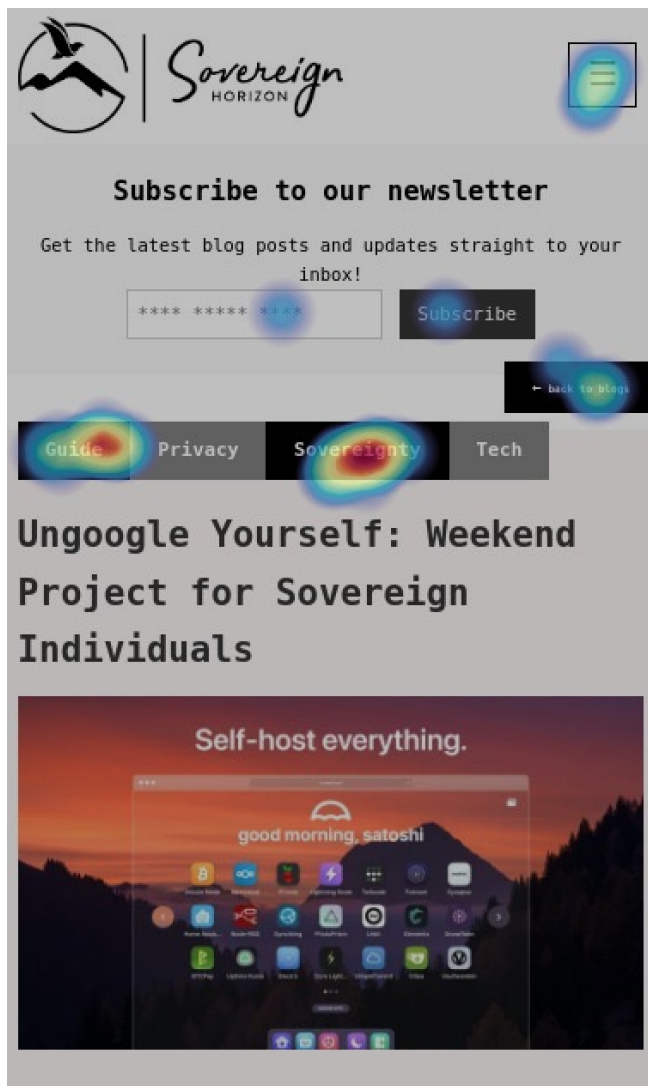 Sovereign
HORIZON
Subscribe to our newsletter
Get the latest blog posts and updates straight to your
inbox!
**** ***** ****
Subscribe
← back to blogs
Guide
Privacy
Sovereignty
Tech
Ungoogle Yourself: Weekend
Project for Sovereign
Individuals
Self-host everything.
good morning, satoshi